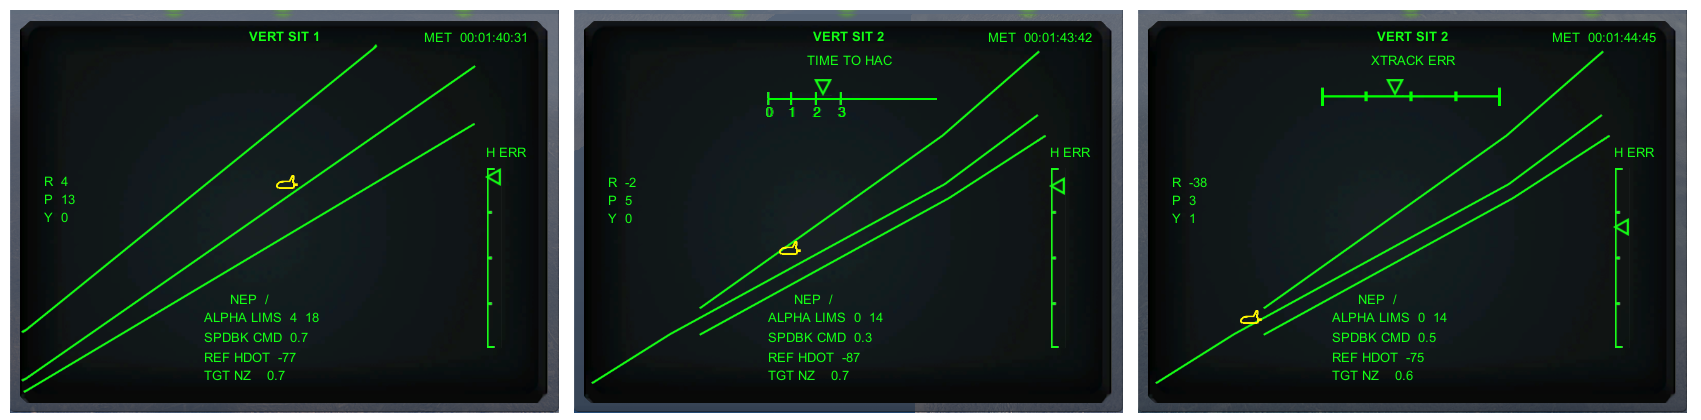 VERT SIT 1
MET 00:01:40:31
H ERR
R 4
P 13
Y 0
NEP /
ALPHA LIMS 4 18
SPDBK CMD 0.7
REF HDOT -77
TGT NZ 0.7
VERT SIT 2
MET 00:01:43:42
TIME TO HAC
0 1 2 3
H ERR
R -2
P 5
Y 0
NEP /
ALPHA LIMS 0 14
SPDBK CMD 0.3
REF HDOT -87
TGT NZ 0.7
VERT SIT 2
MET 00:01:44:45
XTRACK ERR
H ERR
R -38
P 3
Y 1
NEP /
ALPHA LIMS 0 14
SPDBK CMD 0.5
REF HDOT -75
TGT NZ 0.6